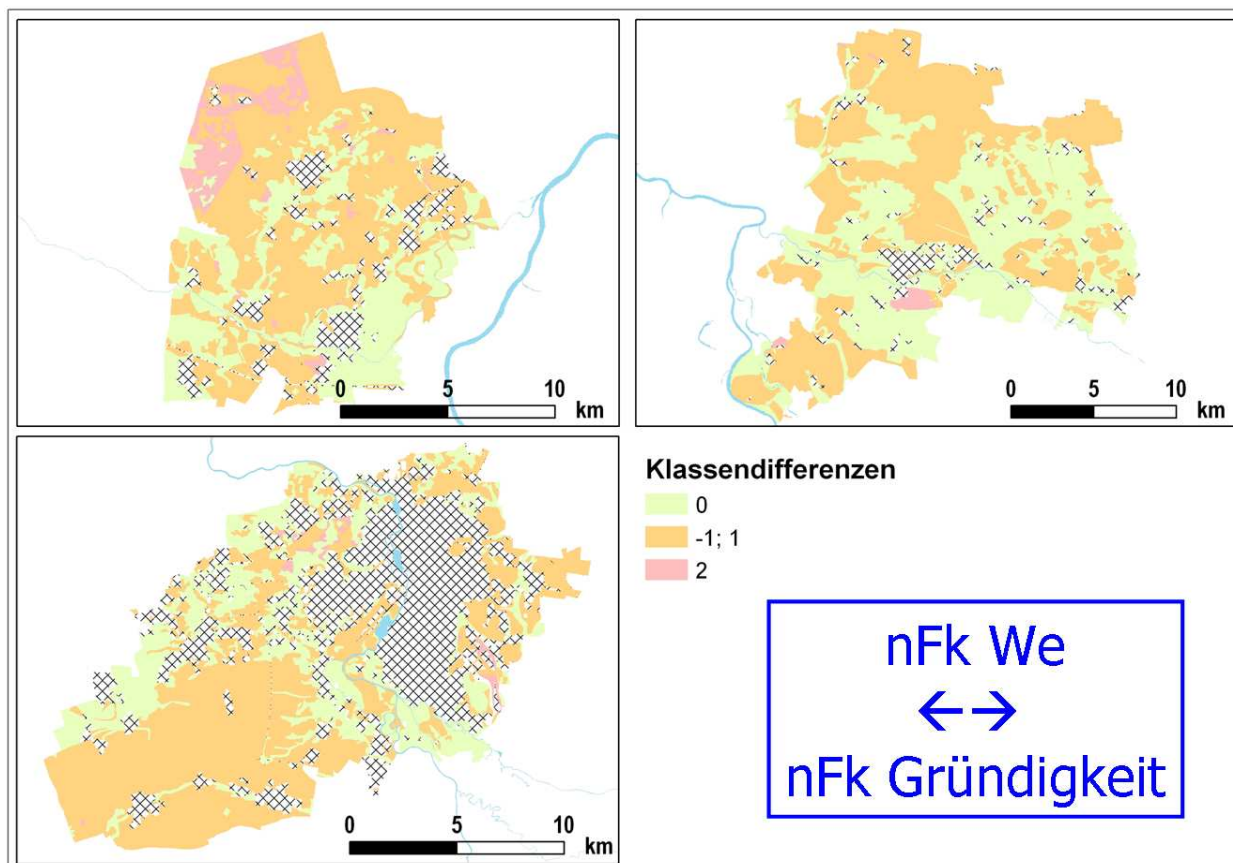 0 5 10
km
0 5 10
km
0 5 10
km
Klassendifferenzen
0
-1; 1
2
nFk We
←→
nFk Gründigkeit